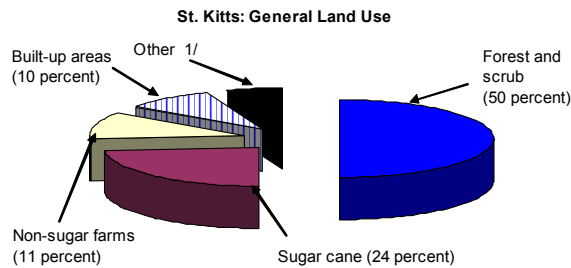 St. Kitts: General Land Use
Built-up areas
(10 percent)
Other 1/
Forest and
scrub
(50 percent)
Non-sugar farms
(11 percent)
Sugar cane (24 percent)